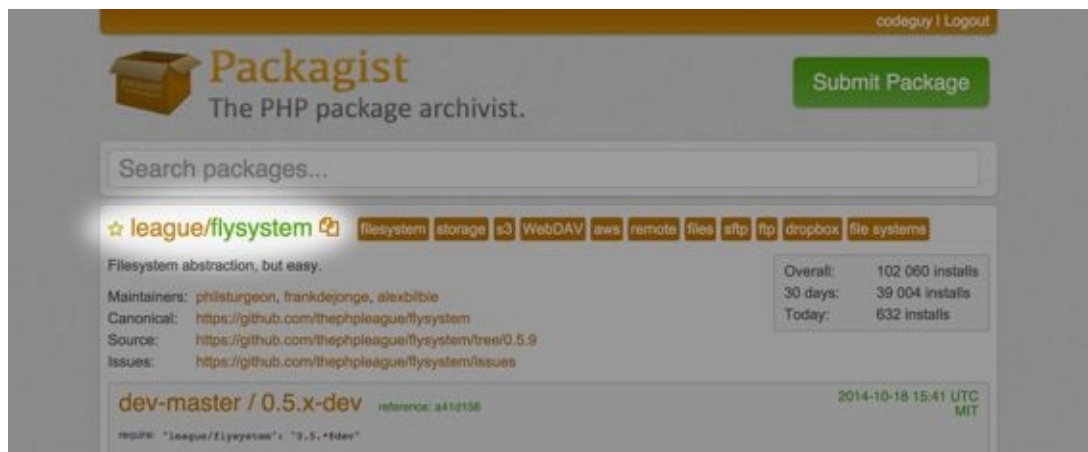 codeguy | Logout
Packagist
The PHP package archivist.
Submit Package
Search packages...
league/flysystem
filesystem storage s3 WebDAV aws remote files sftp ftp dropbox file systems
Filesystem abstraction, but easy.
Maintainers: philsturgeon, frankdejonge, alexbilbie
Canonical: https://github.com/thephpleague/flysystem
Source: https://github.com/thephpleague/flysystem/tree/0.5.9
Issues: https://github.com/thephpleague/flysystem/issues
Overall: 102 060 installs
30 days: 39 004 installs
Today: 632 installs
dev-master / 0.5.x-dev reference: a41d156
2014-10-18 15:41 UTC
MIT
require: "league/flysystem": "0.5.*@dev"